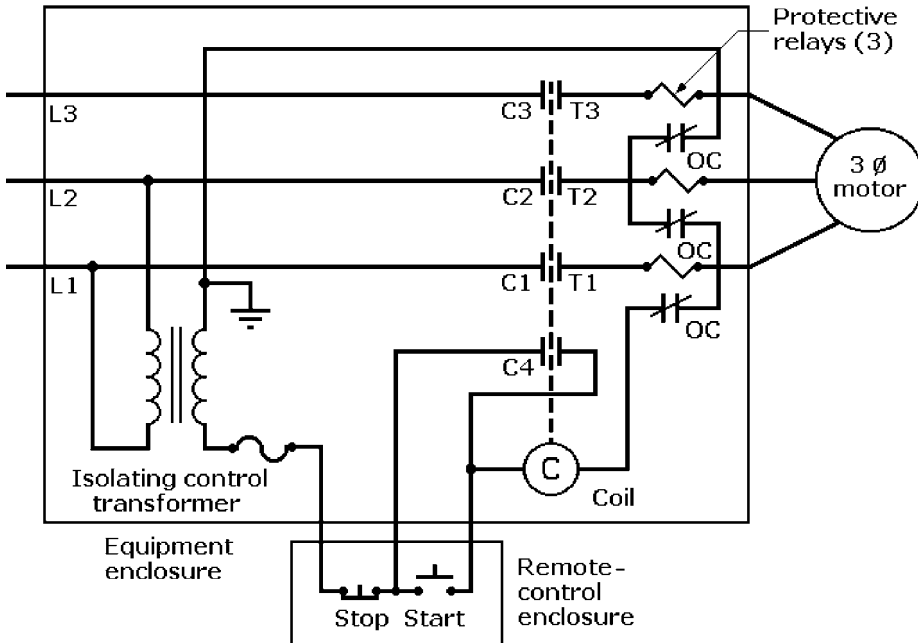 Protective
relays (3)
L3
C3
T3
OC
L2
C2
T2
3 Ø
motor
OC
L1
C1
T1
OC
C4
C
Coil
Isolating control
transformer
Equipment
enclosure
Stop
Start
Remote-
control
enclosure